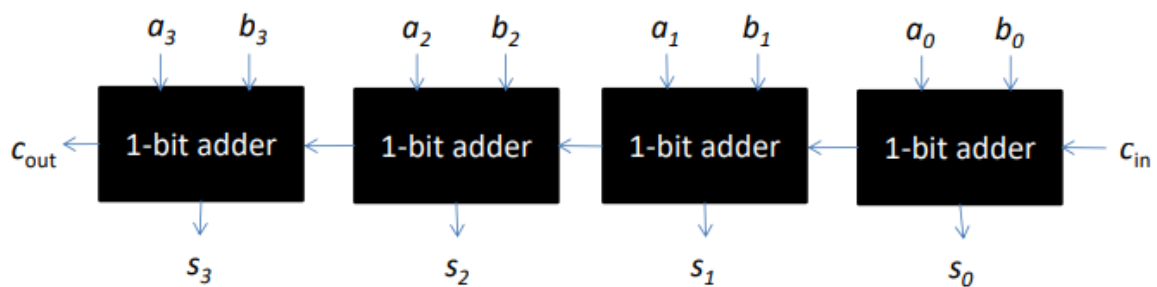 a3 b3 a2 b2 a1 b1 a0 b0
cout 1-bit adder 1-bit adder 1-bit adder 1-bit adder cin
s3 s2 s1 s0